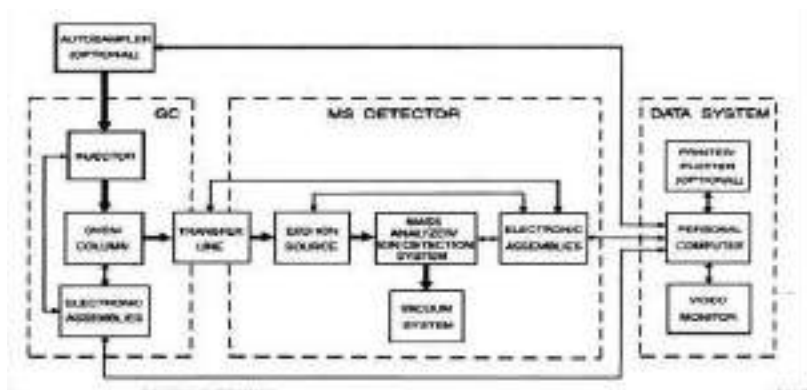 AUTOSAMPLER
(OPTIONAL)
GC
MS DETECTOR
DATA SYSTEM
INJECTOR
PRINTER/
PLOTTER
(OPTIONAL)
OVEN/
COLUMN
TRANSFER
LINE
EI/CI ION
SOURCE
MASS
ANALYZER/
ION DETECTION
SYSTEM
ELECTRONIC
ASSEMBLIES
PERSONAL
COMPUTER
ELECTRONIC
ASSEMBLIES
VACUUM
SYSTEM
VIDEO
MONITOR